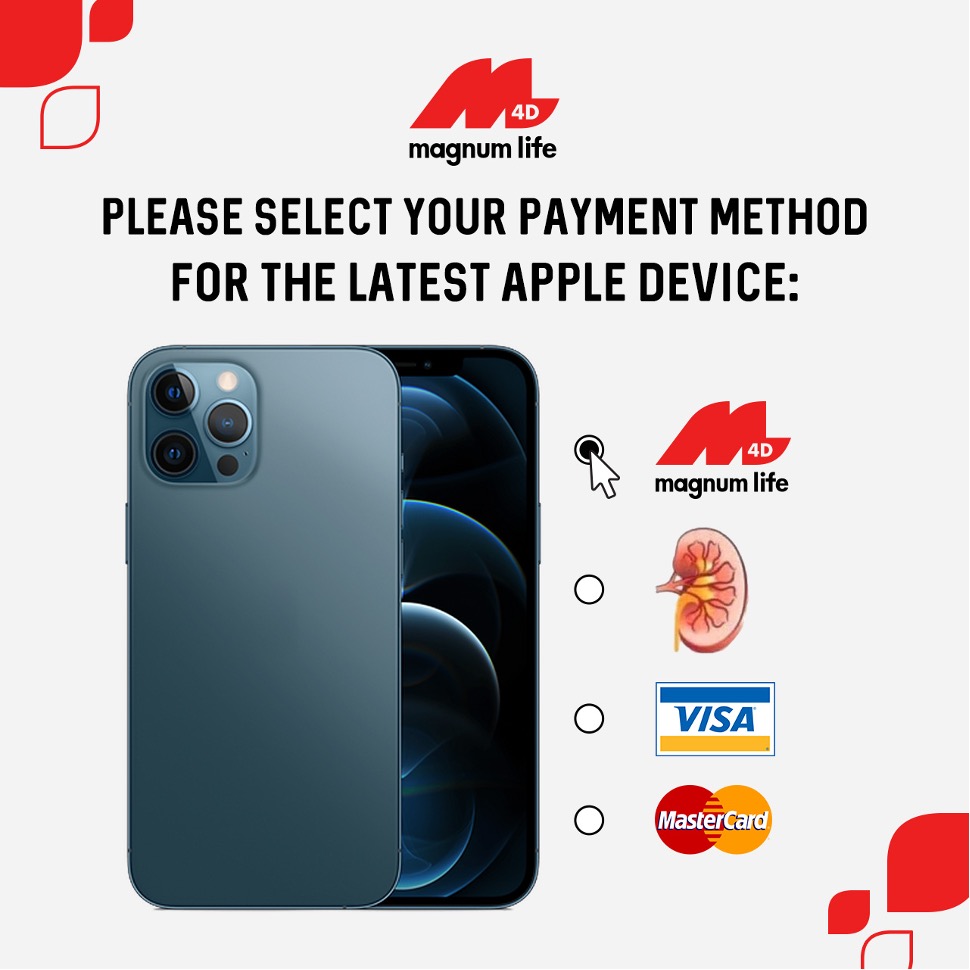 4D
magnum life
PLEASE SELECT YOUR PAYMENT METHOD
FOR THE LATEST APPLE DEVICE:
4D
magnum life
VISA
MasterCard